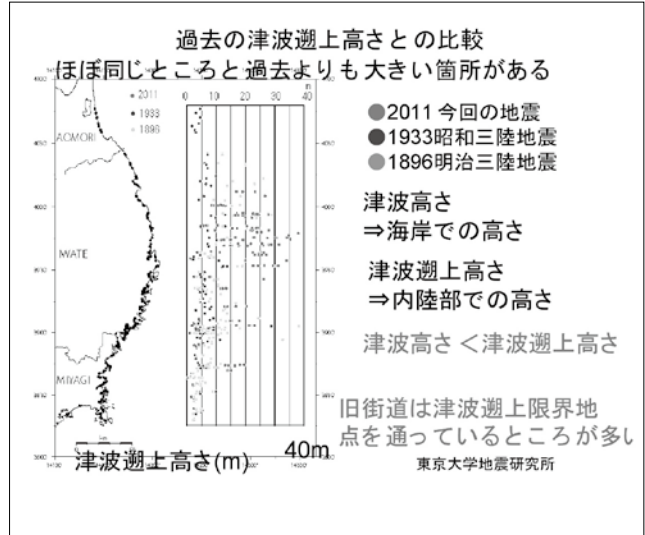 過去の津波遡上高さとの比較
ほぼ同じところと過去よりも大きい箇所がある
2011
1933
1896
m
0 10 20 30 40
AOMORI
IWATE
MIYAGI
●2011 今回の地震
●1933昭和三陸地震
●1896明治三陸地震
津波高さ
⇒海岸での高さ
津波遡上高さ
⇒内陸部での高さ
津波高さ＜津波遡上高さ
旧街道は津波遡上限界地
点を通っているところが多い
津波遡上高さ(m)
40m
東京大学地震研究所